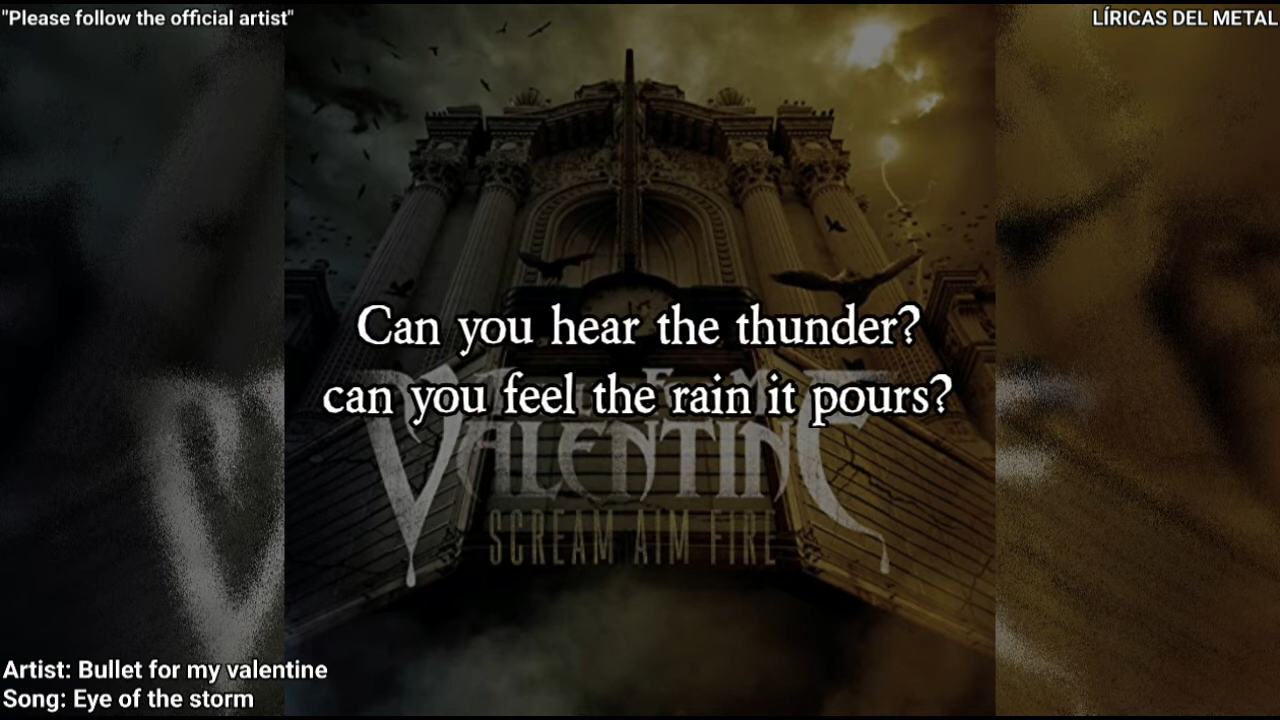 "Please follow the official artist"
LÍRICAS DEL METAL
Can you hear the thunder?
can you feel the rain it pours?
VALENTINE
SCREAM AIM FIRE
Artist: Bullet for my valentine
Song: Eye of the storm